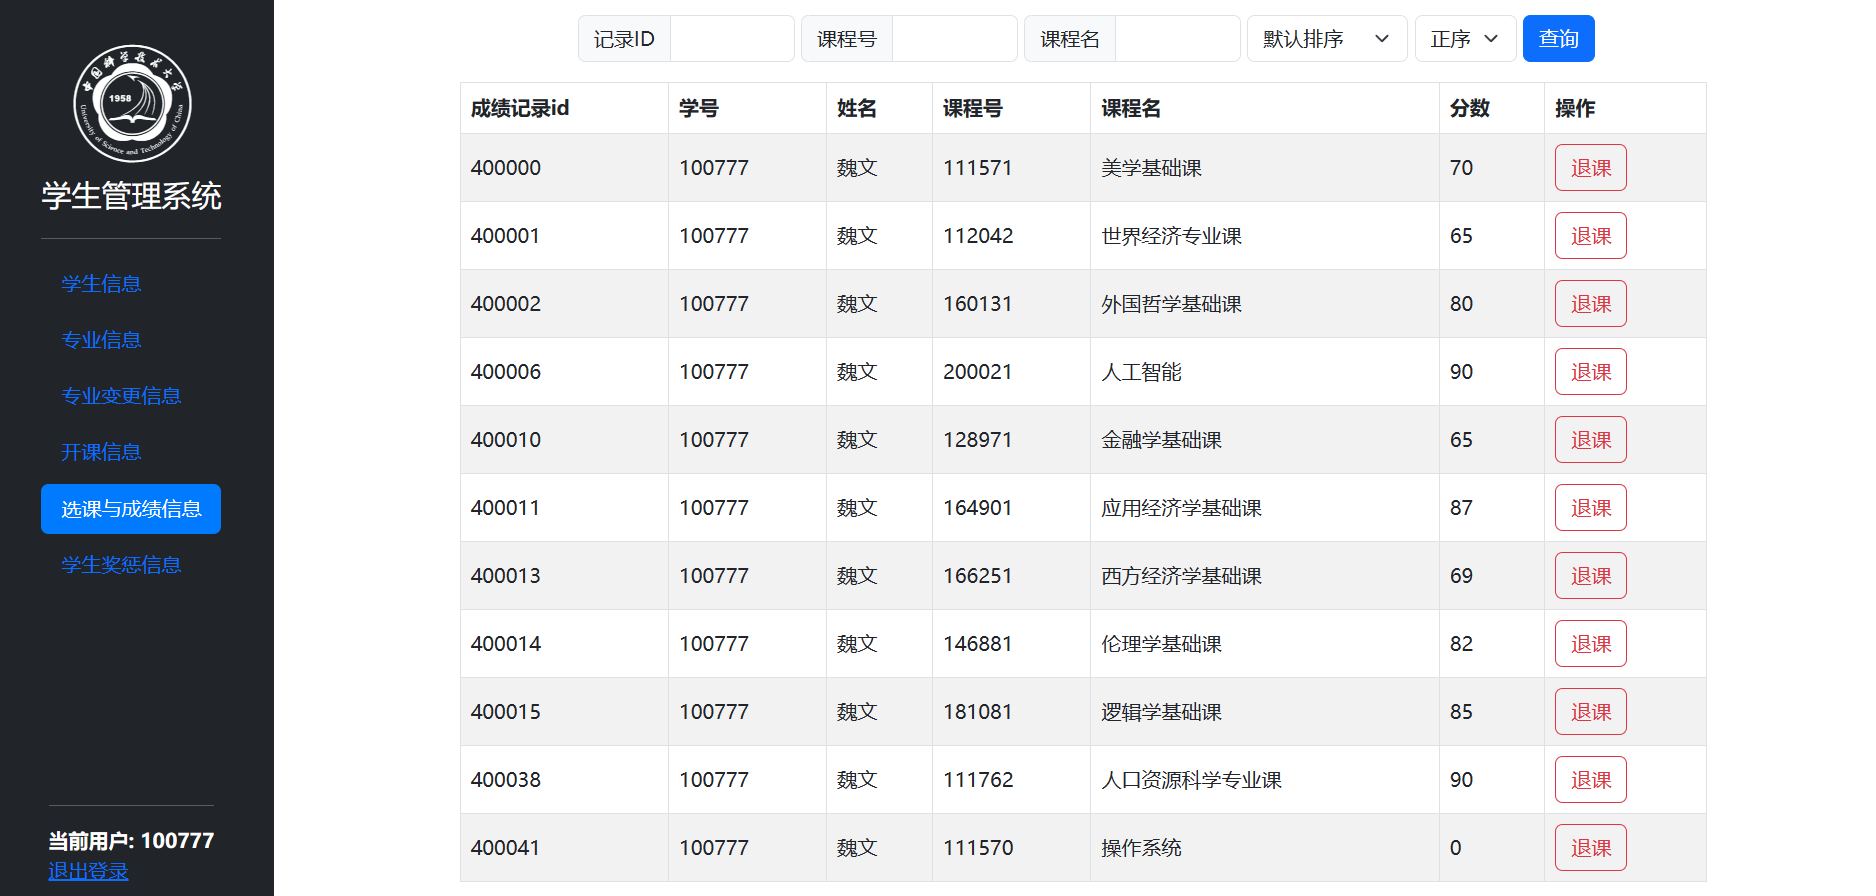 中国科学技术大学
1958
University of Science and Technology of China
学生管理系统
学生信息
专业信息
专业变更信息
开课信息
选课与成绩信息
学生奖惩信息
当前用户: 100777
退出登录
记录ID 课程号 课程名 默认排序 正序 查询
成绩记录id 学号 姓名 课程号 课程名 分数 操作
400000 100777 魏文 111571 美学基础课 70 退课
400001 100777 魏文 112042 世界经济专业课 65 退课
400002 100777 魏文 160131 外国哲学基础课 80 退课
400006 100777 魏文 200021 人工智能 90 退课
400010 100777 魏文 128971 金融学基础课 65 退课
400011 100777 魏文 164901 应用经济学基础课 87 退课
400013 100777 魏文 166251 西方经济学基础课 69 退课
400014 100777 魏文 146881 伦理学基础课 82 退课
400015 100777 魏文 181081 逻辑学基础课 85 退课
400038 100777 魏文 111762 人口资源科学专业课 90 退课
400041 100777 魏文 111570 操作系统 0 退课